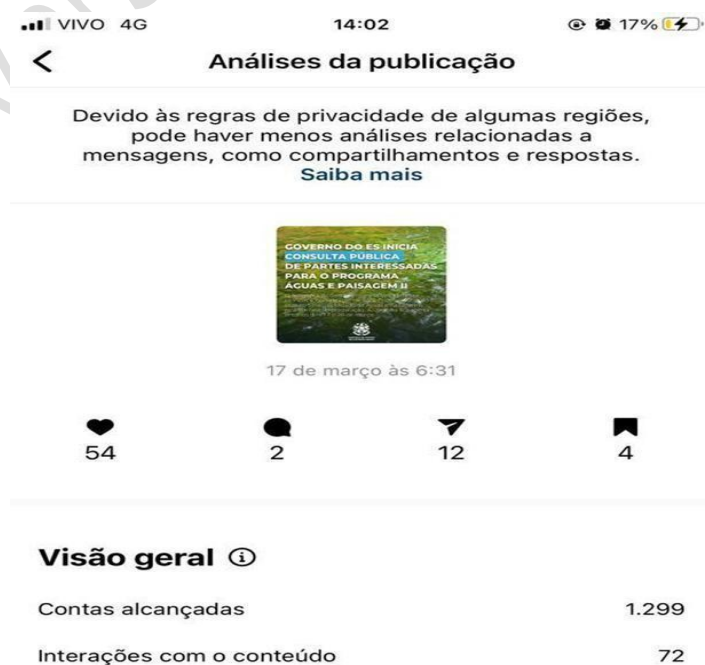 VIVO 4G 14:02 17%
Análises da publicação
Devido às regras de privacidade de algumas regiões,
pode haver menos análises relacionadas a
mensagens, como compartilhamentos e respostas.
Saiba mais
GOVERNO DO ES INICIA
CONSULTA PÚBLICA
DE PARTES INTERESSADAS
PARA O PROGRAMA
ÁGUAS E PAISAGEM II
17 de março às 6:31
54 2 12 4
Visão geral
Contas alcançadas 1.299
Interações com o conteúdo 72